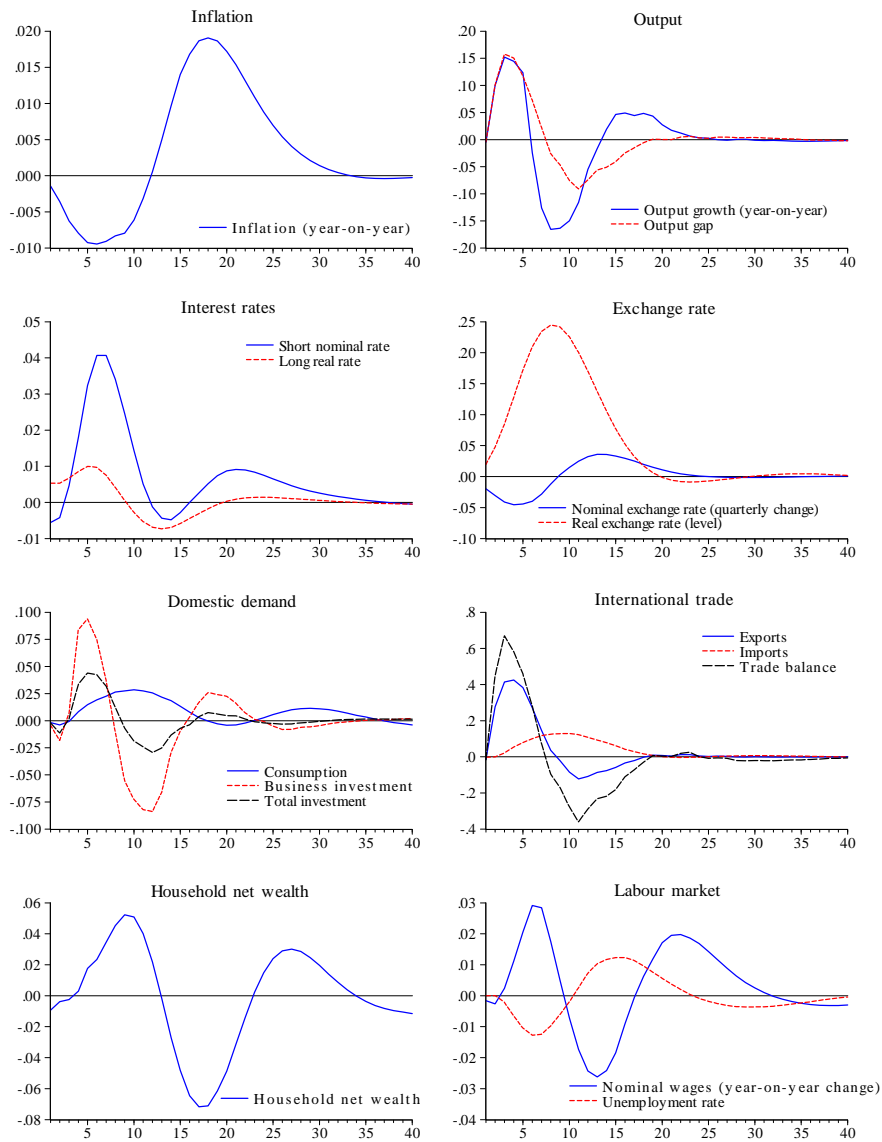 Inflation
.020
.015
.010
.005
.000
-.005
-.010
Inflation (year-on-year)
5 10 15 20 25 30 35 40
Output
.20
.15
.10
.05
.00
-.05
-.10
-.15
-.20
Output growth (year-on-year)
Output gap
5 10 15 20 25 30 35 40
Interest rates
.05
.04
.03
.02
.01
.00
-.01
Short nominal rate
Long real rate
5 10 15 20 25 30 35 40
Exchange rate
.25
.20
.15
.10
.05
.00
-.05
-.10
Nominal exchange rate (quarterly change)
Real exchange rate (level)
5 10 15 20 25 30 35 40
Domestic demand
.100
.075
.050
.025
.000
-.025
-.050
-.075
-.100
Consumption
Business investment
Total investment
5 10 15 20 25 30 35 40
International trade
.8
.6
.4
.2
.0
-.2
-.4
Exports
Imports
Trade balance
5 10 15 20 25 30 35 40
Household net wealth
.06
.04
.02
.00
-.02
-.04
-.06
-.08
Household net wealth
5 10 15 20 25 30 35 40
Labour market
.03
.02
.01
.00
-.01
-.02
-.03
-.04
Nominal wages (year-on-year change)
Unemployment rate
5 10 15 20 25 30 35 40